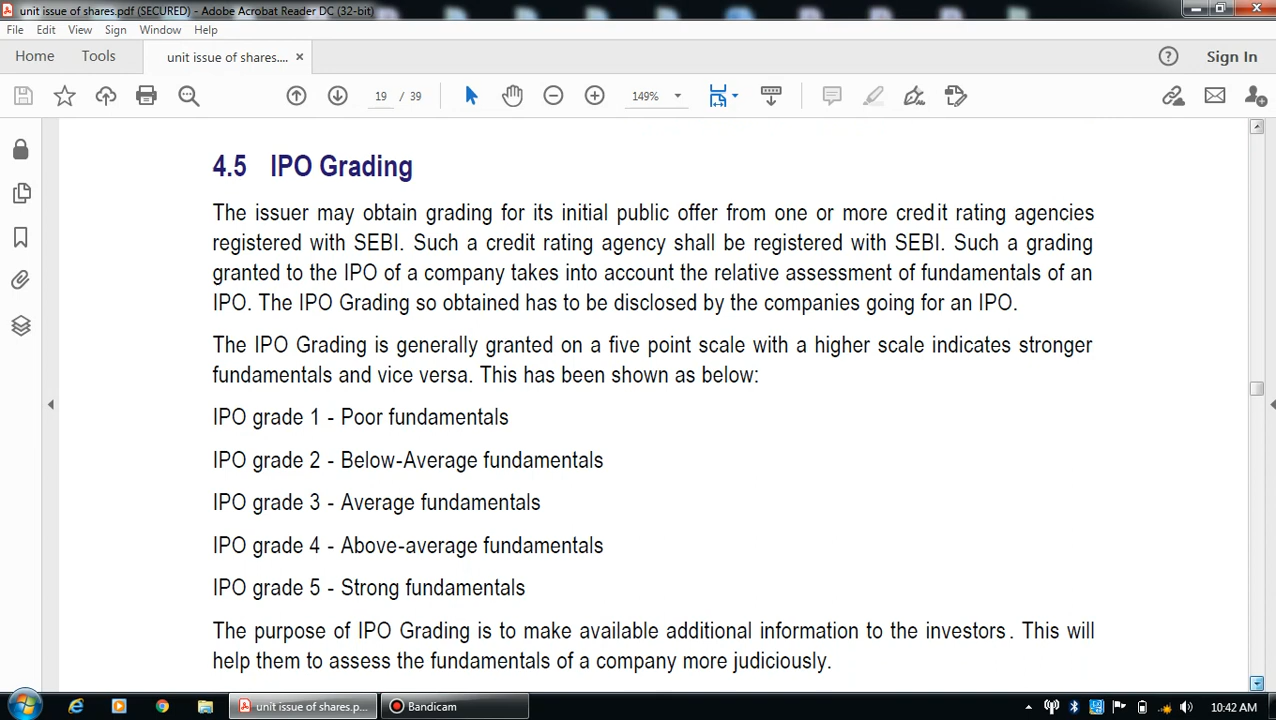 unit issue of shares.pdf (SECURED) - Adobe Acrobat Reader DC (32-bit)
File Edit View Sign Window Help
Home Tools unit issue of shares.... × Sign In
19 / 39 149%
4.5 IPO Grading
The issuer may obtain grading for its initial public offer from one or more credit rating agencies
registered with SEBI. Such a credit rating agency shall be registered with SEBI. Such a grading
granted to the IPO of a company takes into account the relative assessment of fundamentals of an
IPO. The IPO Grading so obtained has to be disclosed by the companies going for an IPO.
The IPO Grading is generally granted on a five point scale with a higher scale indicates stronger
fundamentals and vice versa. This has been shown as below:
IPO grade 1 - Poor fundamentals
IPO grade 2 - Below-Average fundamentals
IPO grade 3 - Average fundamentals
IPO grade 4 - Above-average fundamentals
IPO grade 5 - Strong fundamentals
The purpose of IPO Grading is to make available additional information to the investors. This will
help them to assess the fundamentals of a company more judiciously.
unit issue of shares.p... Bandicam 10:42 AM